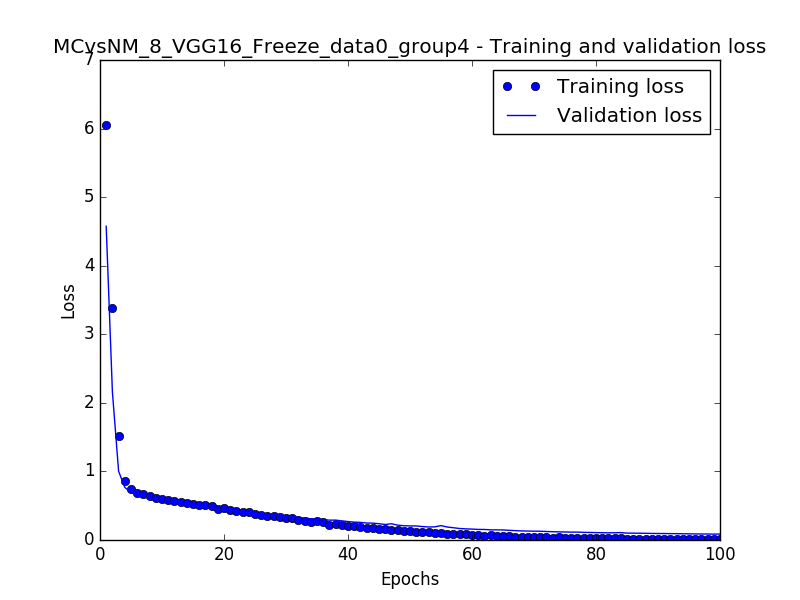 MCvsNM_8_VGG16_Freeze_data0_group4 - Training and validation loss
7
Training loss
Validation loss
6
5
4
3
2
1
0
Loss
0 20 40 60 80 100
Epochs